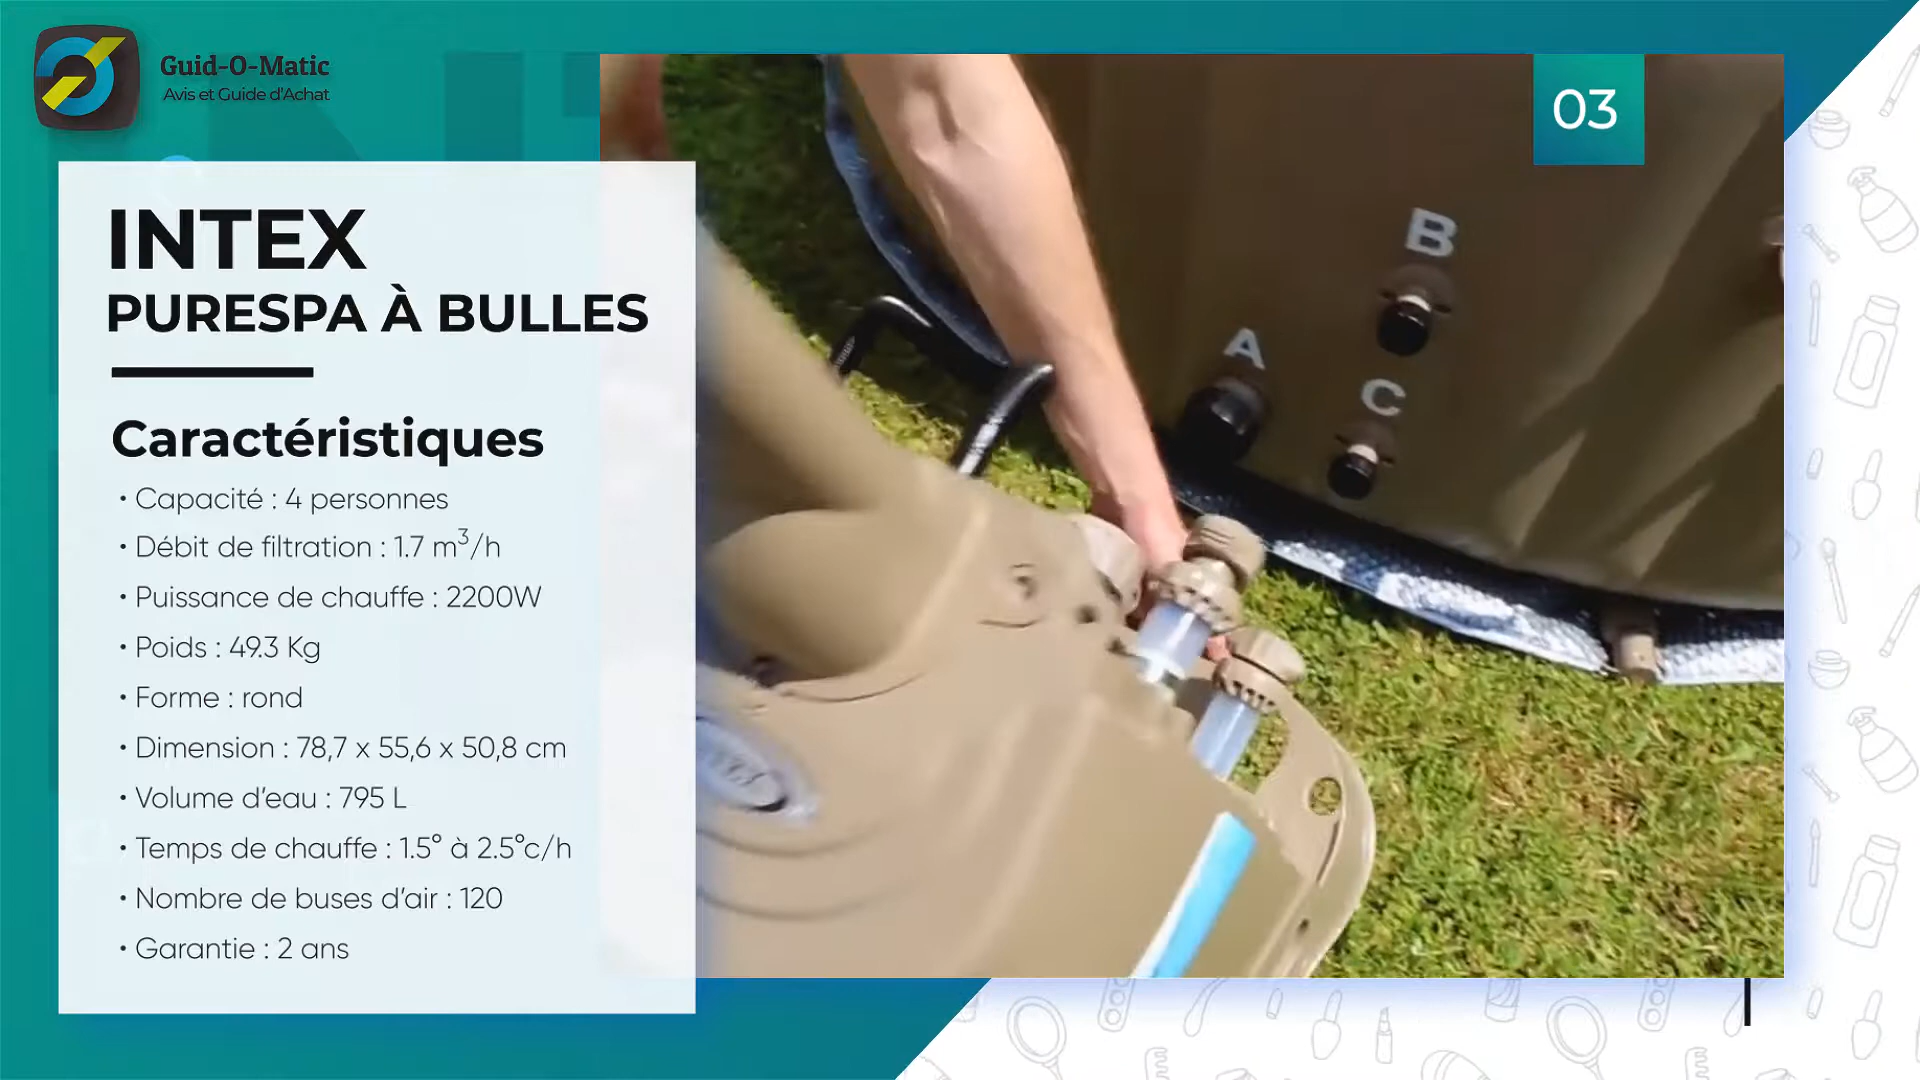 Guid-O-Matic
Avis et Guide d'Achat
03
INTEX
PURESPA À BULLES
Caractéristiques
• Capacité : 4 personnes
• Débit de filtration : 1.7 m³/h
• Puissance de chauffe : 2200W
• Poids : 49.3 Kg
• Forme : rond
• Dimension : 78,7 x 55,6 x 50,8 cm
• Volume d’eau : 795 L
• Temps de chauffe : 1.5° à 2.5°c/h
• Nombre de buses d’air : 120
• Garantie : 2 ans
B
A
C